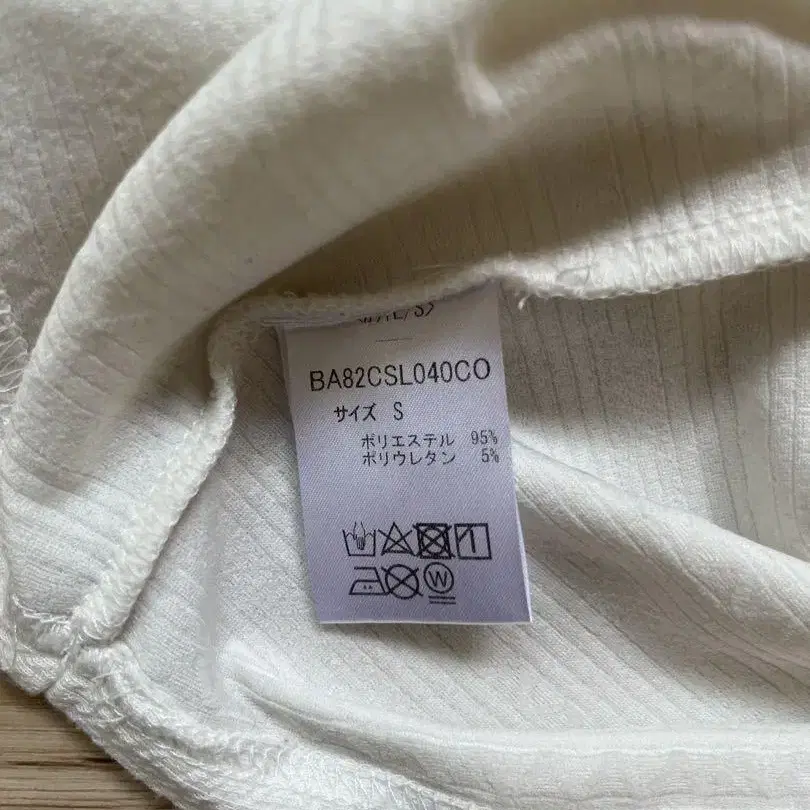 BA82CSL040CO
サイズ S
ポリエステル 95%
ポリウレタン 5%
W